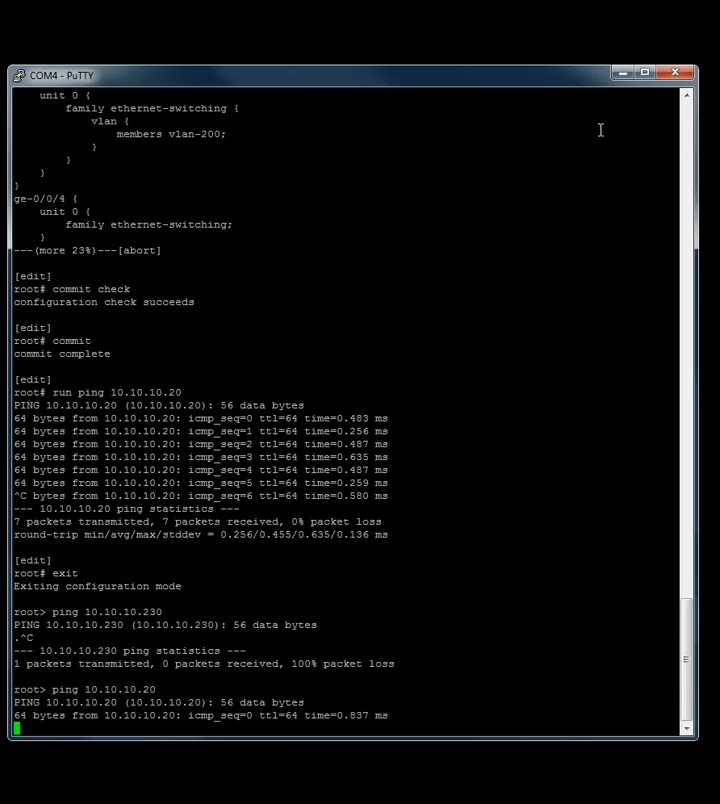 COM4 - PuTTY
unit 0 {
family ethernet-switching {
vlan {
members vlan-200;
}
}
}
}
ge-0/0/4 {
unit 0 {
family ethernet-switching;
}
---(more 23%)---[abort]
[edit]
root# commit check
configuration check succeeds
[edit]
root# commit
commit complete
[edit]
root# run ping 10.10.10.20
PING 10.10.10.20 (10.10.10.20): 56 data bytes
64 bytes from 10.10.10.20: icmp_seq=0 ttl=64 time=0.483 ms
64 bytes from 10.10.10.20: icmp_seq=1 ttl=64 time=0.256 ms
64 bytes from 10.10.10.20: icmp_seq=2 ttl=64 time=0.487 ms
64 bytes from 10.10.10.20: icmp_seq=3 ttl=64 time=0.635 ms
64 bytes from 10.10.10.20: icmp_seq=4 ttl=64 time=0.487 ms
64 bytes from 10.10.10.20: icmp_seq=5 ttl=64 time=0.259 ms
^C bytes from 10.10.10.20: icmp_seq=6 ttl=64 time=0.580 ms
--- 10.10.10.20 ping statistics ---
7 packets transmitted, 7 packets received, 0% packet loss
round-trip min/avg/max/stddev = 0.256/0.455/0.635/0.136 ms
[edit]
root# exit
Exiting configuration mode
root> ping 10.10.10.230
PING 10.10.10.230 (10.10.10.230): 56 data bytes
.^C
--- 10.10.10.230 ping statistics ---
1 packets transmitted, 0 packets received, 100% packet loss
root> ping 10.10.10.20
PING 10.10.10.20 (10.10.10.20): 56 data bytes
64 bytes from 10.10.10.20: icmp_seq=0 ttl=64 time=0.837 ms